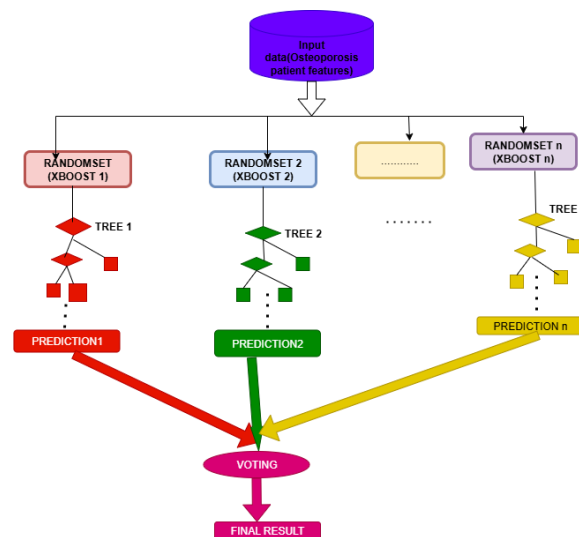 Input
data(Osteoporosis
patient features)
RANDOMSET
(XBOOST 1)
RANDOMSET 2
(XBOOST 2)
............
RANDOMSET n
(XBOOST n)
TREE 1
TREE 2
.......
TREE
PREDICTION1
PREDICTION2
PREDICTION n
VOTING
FINAL RESULT